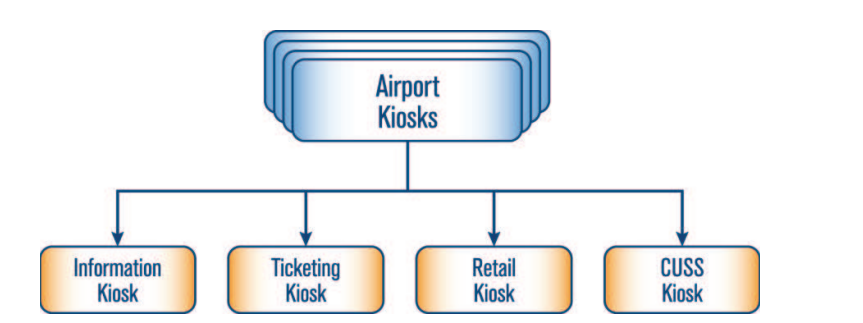 Airport
Kiosks
Information
Kiosk
Ticketing
Kiosk
Retail
Kiosk
CUSS
Kiosk